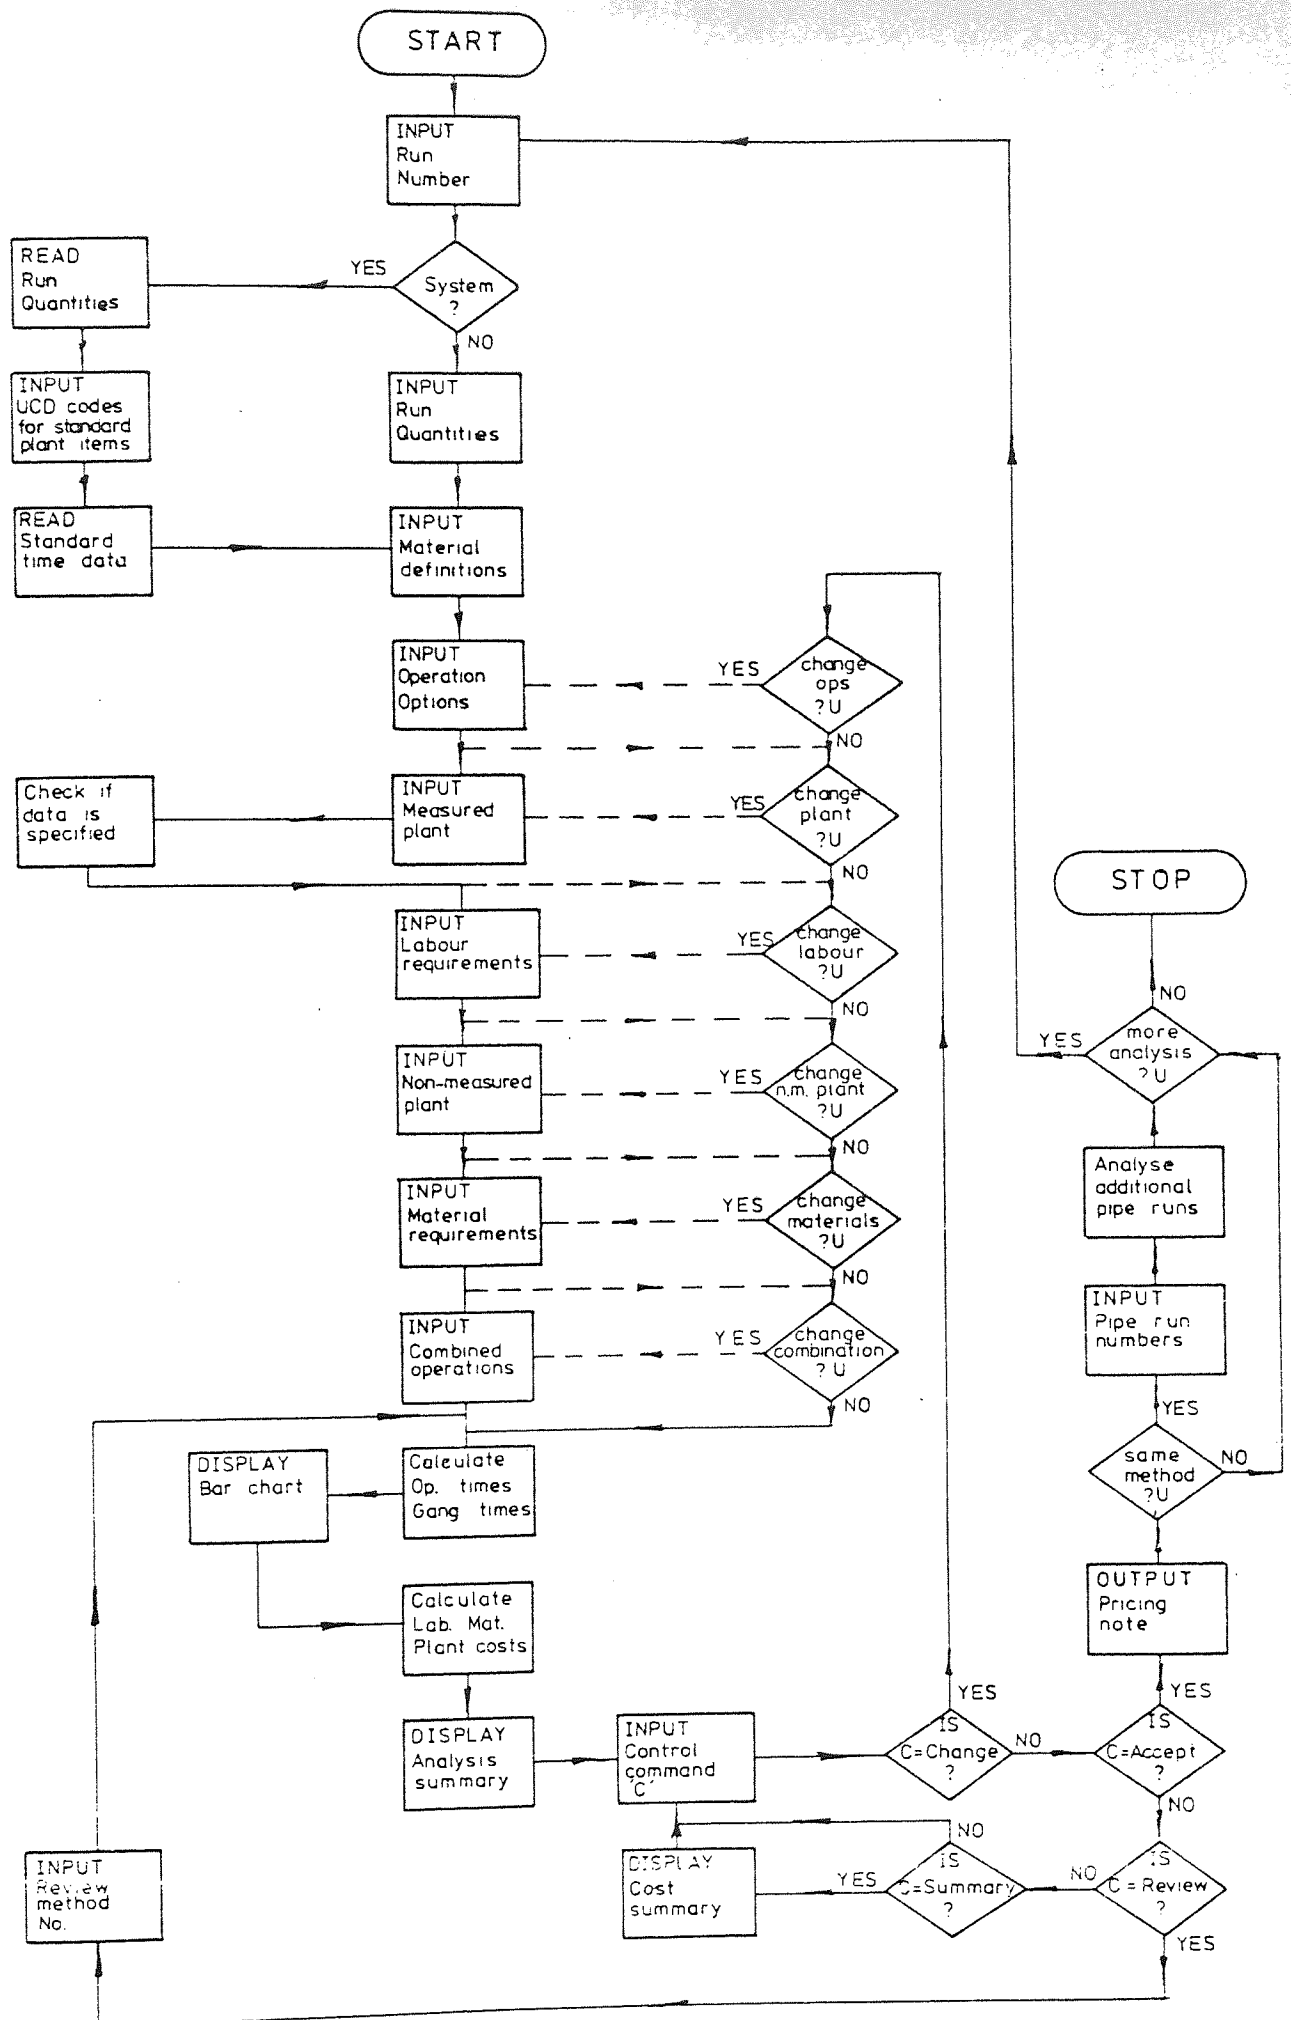 START
INPUT
Run
Number
READ
Run
Quantities
YES
System
?
NO
INPUT
UCD codes
for standard
plant items
INPUT
Run
Quantities
READ
Standard
time data
INPUT
Material
definitions
INPUT
Operation
Options
YES
change
ops
?U
NO
Check if
data is
specified
INPUT
Measured
plant
YES
change
plant
?U
NO
STOP
INPUT
Labour
requirements
YES
change
labour
?U
NO
NO
INPUT
Non-measured
plant
YES
change
n.m. plant
?U
NO
YES
more
analysis
?U
INPUT
Material
requirements
YES
change
materials
?U
NO
Analyse
additional
pipe runs
INPUT
Combined
operations
YES
change
combination
?U
NO
INPUT
Pipe run
numbers
YES
DISPLAY
Bar chart
Calculate
Op. times
Gang times
same
method
?U
NO
Calculate
Lab. Mat.
Plant costs
OUTPUT
Pricing
note
YES
YES
DISPLAY
Analysis
summary
INPUT
Control
command
'C'
IS
C=Change
?
NO
IS
C=Accept
?
NO
NO
INPUT
Review
method
No.
DISPLAY
Cost
summary
YES
IS
C=Summary
?
NO
IS
C=Review
?
YES